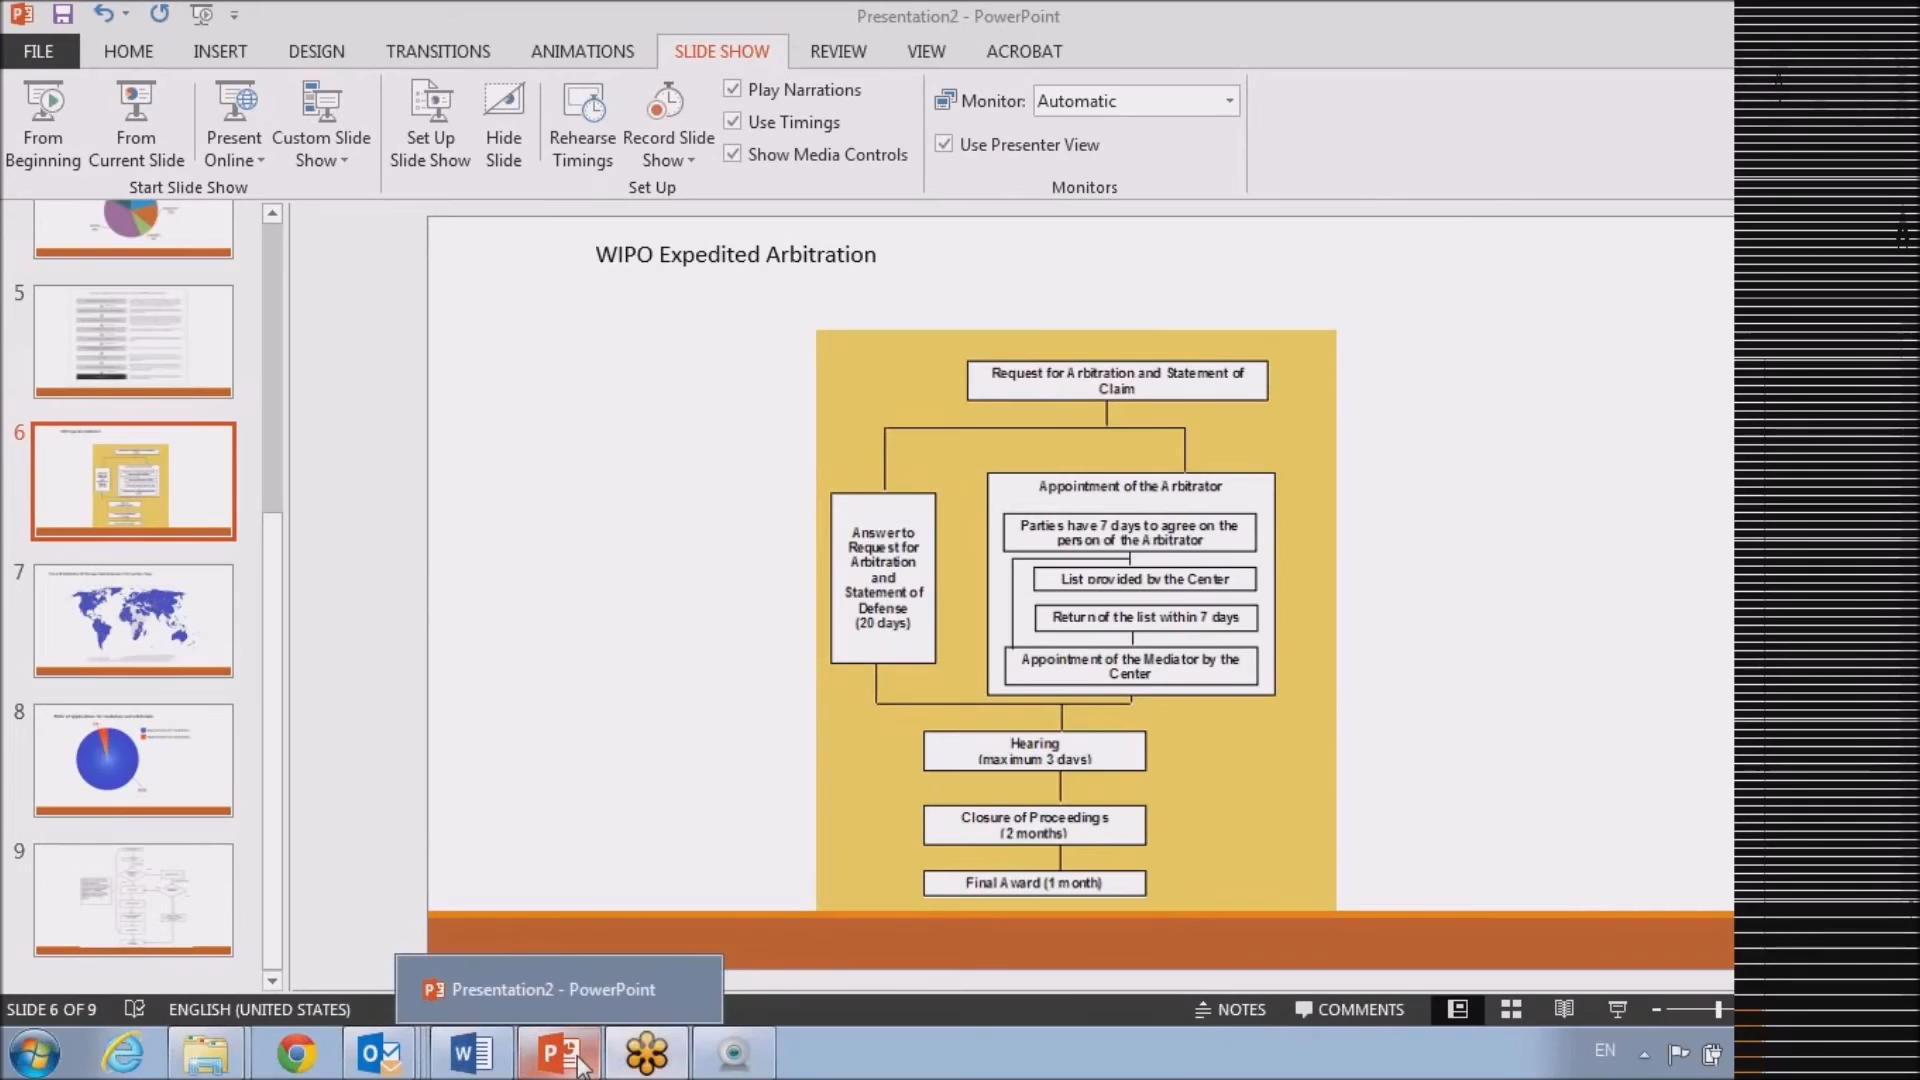 Presentation2 - PowerPoint
FILE
HOME
INSERT
DESIGN
TRANSITIONS
ANIMATIONS
SLIDE SHOW
REVIEW
VIEW
ACROBAT
From
Beginning
From
Current Slide
Present
Online
Custom Slide
Show
Start Slide Show
Set Up
Slide Show
Hide
Slide
Rehearse
Timings
Record Slide
Show
Play Narrations
Use Timings
Show Media Controls
Set Up
Monitor:
Automatic
Use Presenter View
Monitors
5
6
7
8
9
WIPO Expedited Arbitration
Request for Arbitration and Statement of
Claim
Answer to
Request for
Arbitration
and
Statement of
Defense
(20 days)
Appointment of the Arbitrator
Parties have 7 days to agree on the
person of the Arbitrator
List provided by the Center
Return of the list within 7 days
Appointment of the Mediator by the
Center
Hearing
(maximum 3 days)
Closure of Proceedings
(2 months)
Final Award (1 month)
Presentation2 - PowerPoint
SLIDE 6 OF 9
ENGLISH (UNITED STATES)
NOTES
COMMENTS
EN